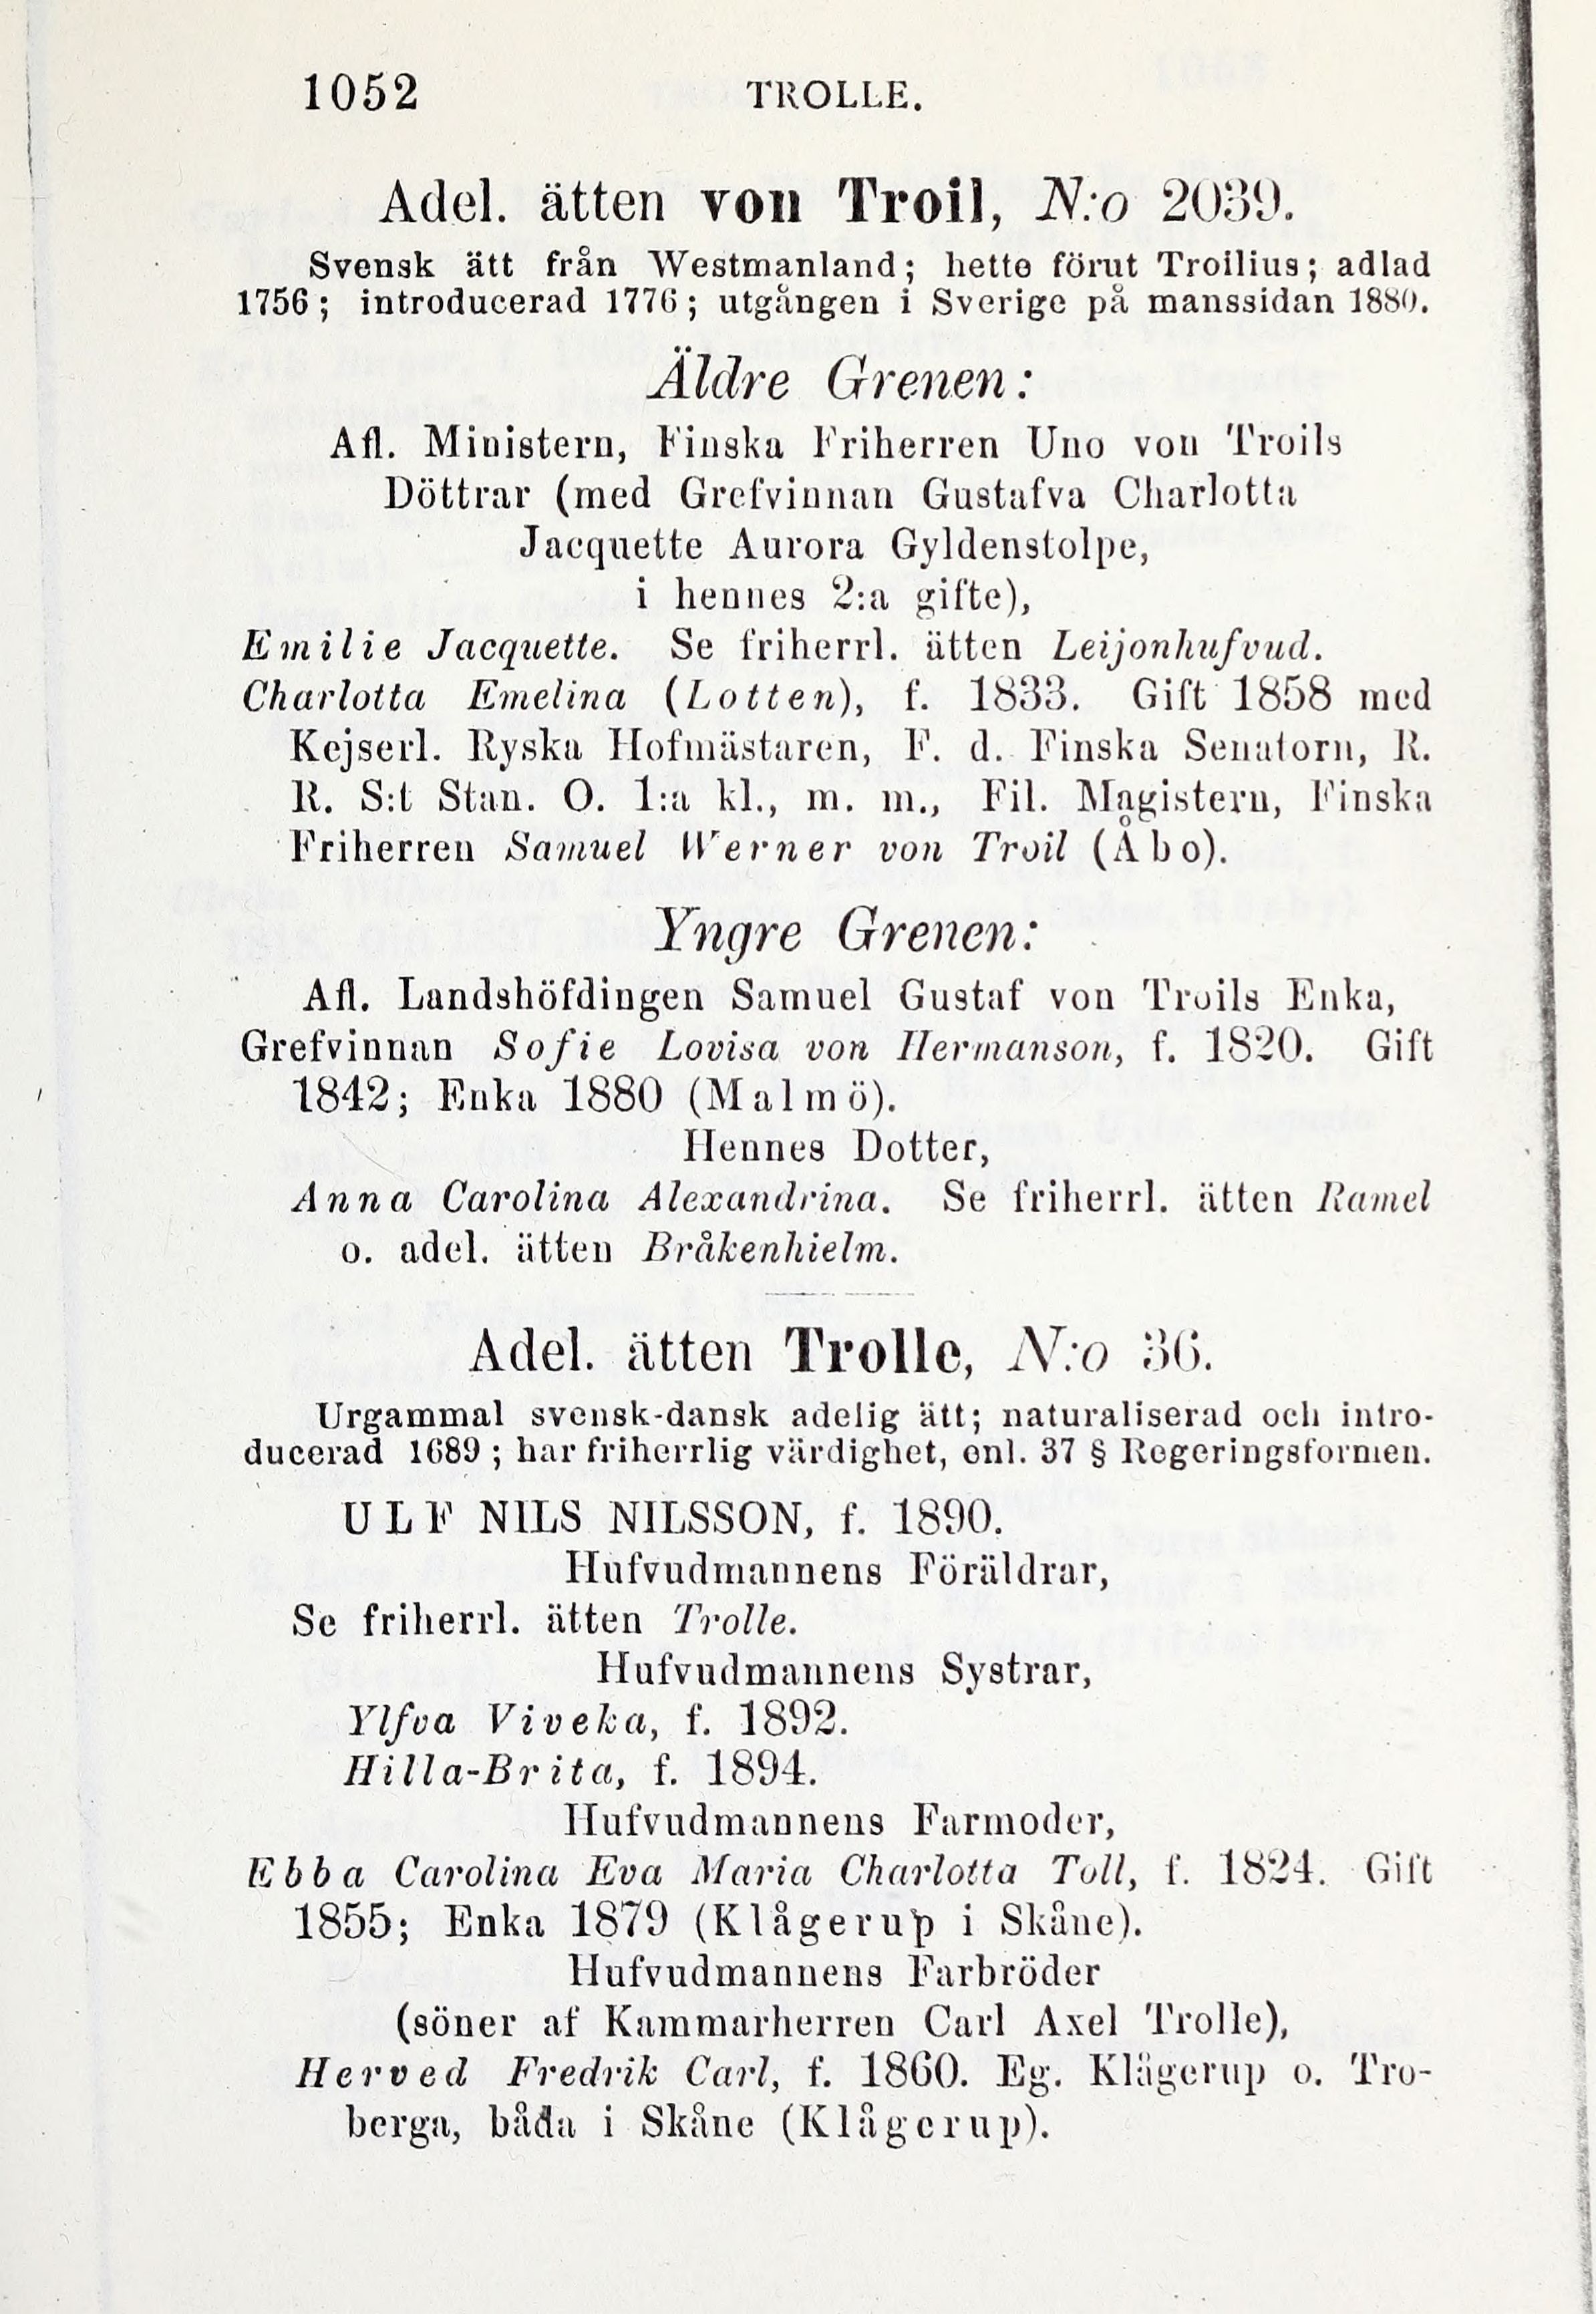 1052 TROLLE.
Adel. ätten von Troil, N:o 2039.
Svensk ätt från Westmanland; hette förut Troilius; adlad
1756; introducerad 1776; utgången i Sverige på manssidan 1880.
Äldre Grenen:
Afl. Ministern, Finska Friherren Uno von Troils
Döttrar (med Grefvinnan Gustafva Charlotta
Jacquette Aurora Gyldenstolpe,
i hennes 2:a gifte),
Emilie Jacquette. Se friherrl. ätten Leijonhufvud.
Charlotta Emelina (Lotten), f. 1833. Gift 1858 med
Kejserl. Ryska Hofmästaren, F. d. Finska Senatorn, R.
R. S:t Stan. O. 1:a kl., m. m., Fil. Magistern, Finska
Friherren Samuel Werner von Troil (Åbo).
Yngre Grenen:
Afl. Landshöfdingen Samuel Gustaf von Troils Enka,
Grefvinnan Sofie Lovisa von Hermanson, f. 1820. Gift
1842; Enka 1880 (Malmö).
Hennes Dotter,
Anna Carolina Alexandrina. Se friherrl. ätten Ramel
o. adel. ätten Bråkenhielm.
Adel. ätten Trolle, N:o 36.
Urgammal svensk-dansk adelig ätt; naturaliserad och intro-
ducerad 1689; har friherrlig värdighet, enl. 37 § Regeringsformen.
ULF NILS NILSSON, f. 1890.
Hufvudmannens Föräldrar,
Se friherrl. ätten Trolle.
Hufvudmannens Systrar,
Ylfva Viveka, f. 1892.
Hilla-Brita, f. 1894.
Hufvudmannens Farmoder,
Ebba Carolina Eva Maria Charlotta Toll, f. 1824. Gift
1855; Enka 1879 (Klågerup i Skåne).
Hufvudmannens Farbröder
(söner af Kammarherren Carl Axel Trolle),
Herved Fredrik Carl, f. 1860. Eg. Klågerup o. Tro-
berga, båda i Skåne (Klågerup).